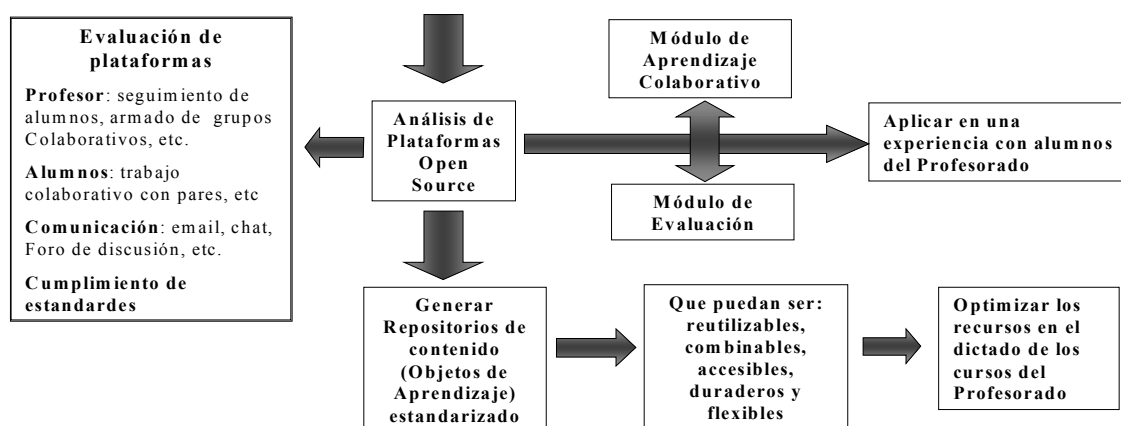 Evaluación de
plataformas
Profesor: seguimiento de
alumnos, armado de grupos
Colaborativos, etc.
Alumnos: trabajo
colaborativo con pares, etc
Comunicación: email, chat,
Foro de discusión, etc.
Cumplimiento de
estandardes
Análisis de
Plataformas
Open
Source
Módulo de
Aprendizaje
Colaborativo
Módulo de
Evaluación
Aplicar en una
experiencia con alumnos
del Profesorado
Generar
Repositorios de
contenido
(Objetos de
Aprendizaje)
estandarizado
Que puedan ser:
reutilizables,
combinables,
accesibles,
duraderos y
flexibles
Optimizar los
recursos en el
dictado de los
cursos del
Profesorado